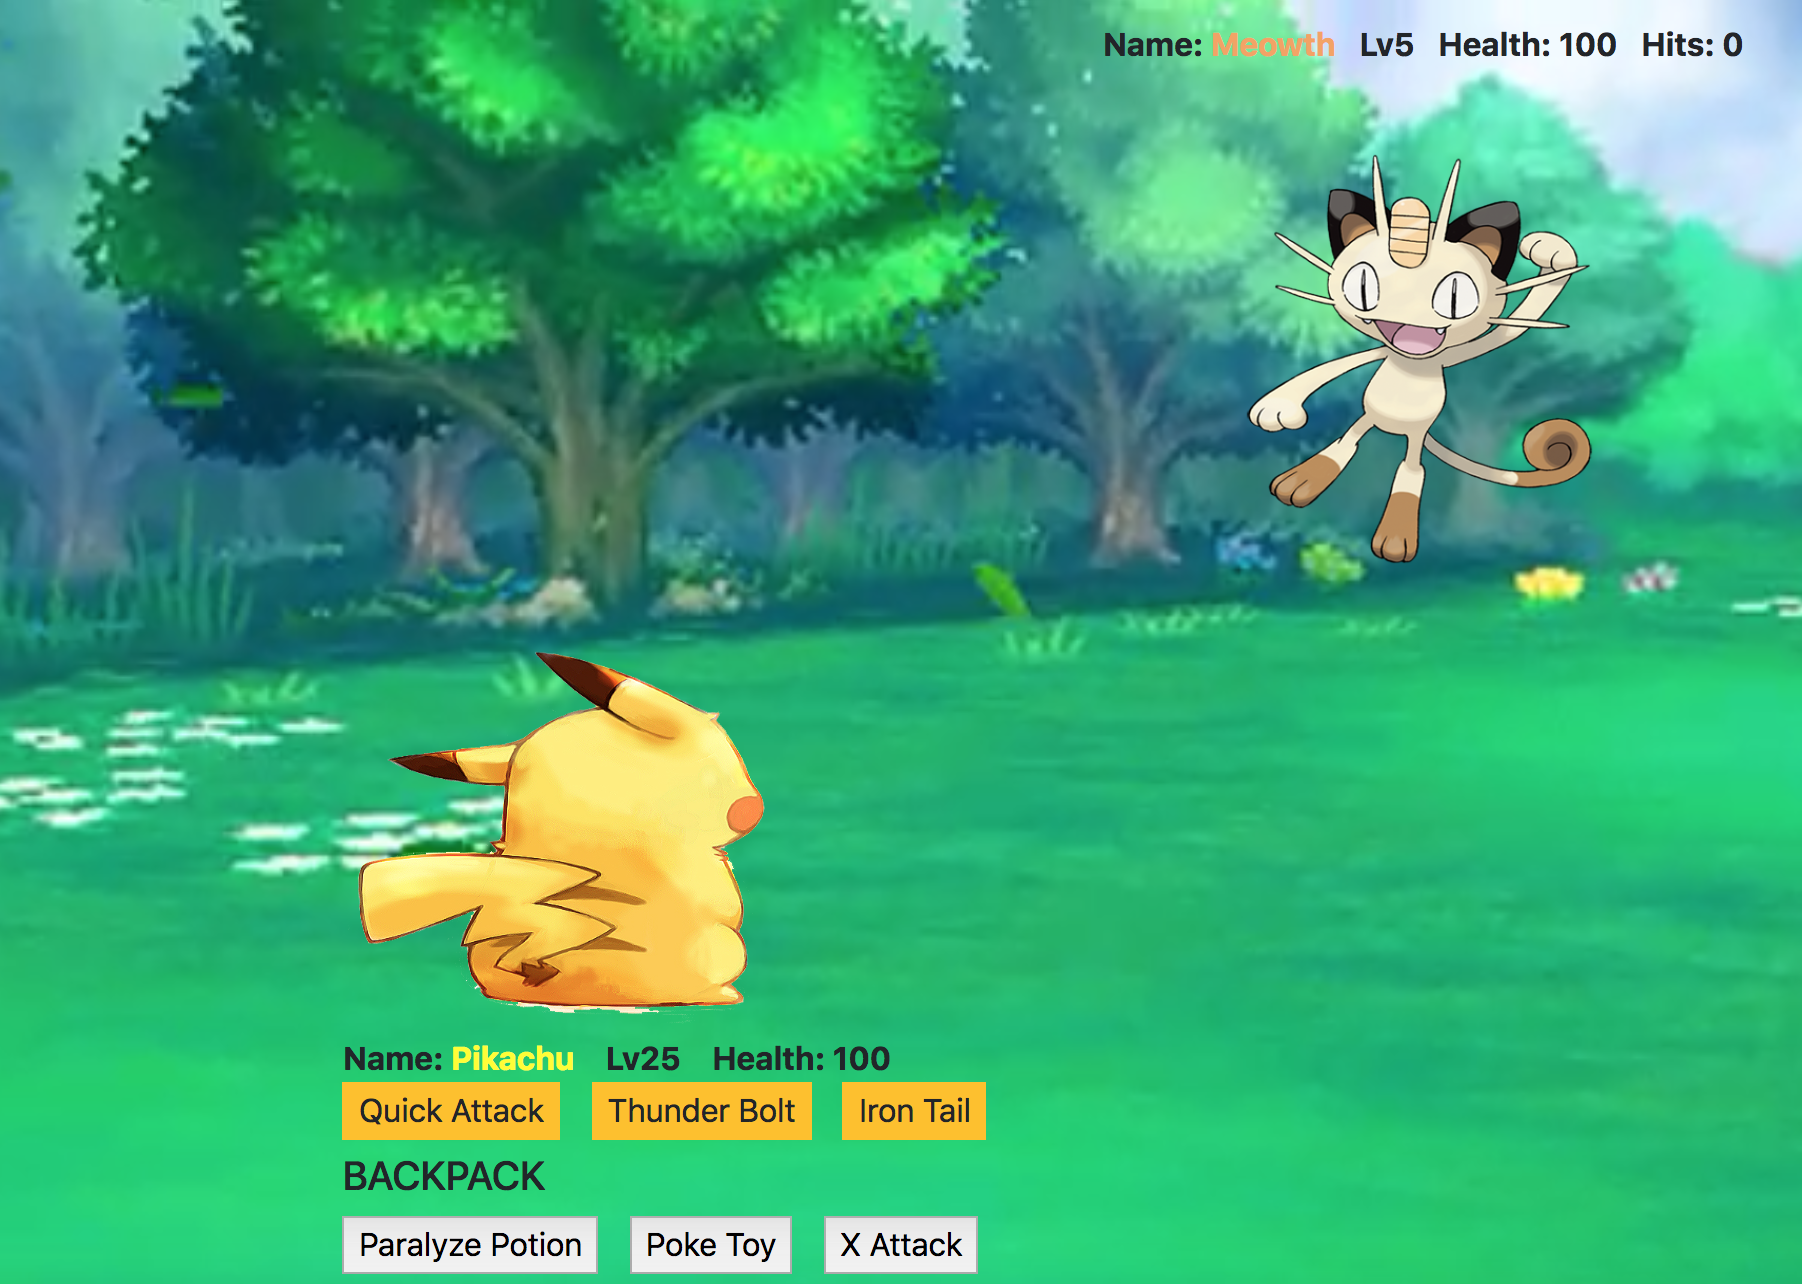 Name: Meowth Lv5 Health: 100 Hits: 0
Name: Pikachu Lv25 Health: 100
Quick Attack Thunder Bolt Iron Tail
BACKPACK
Paralyze Potion Poke Toy X Attack